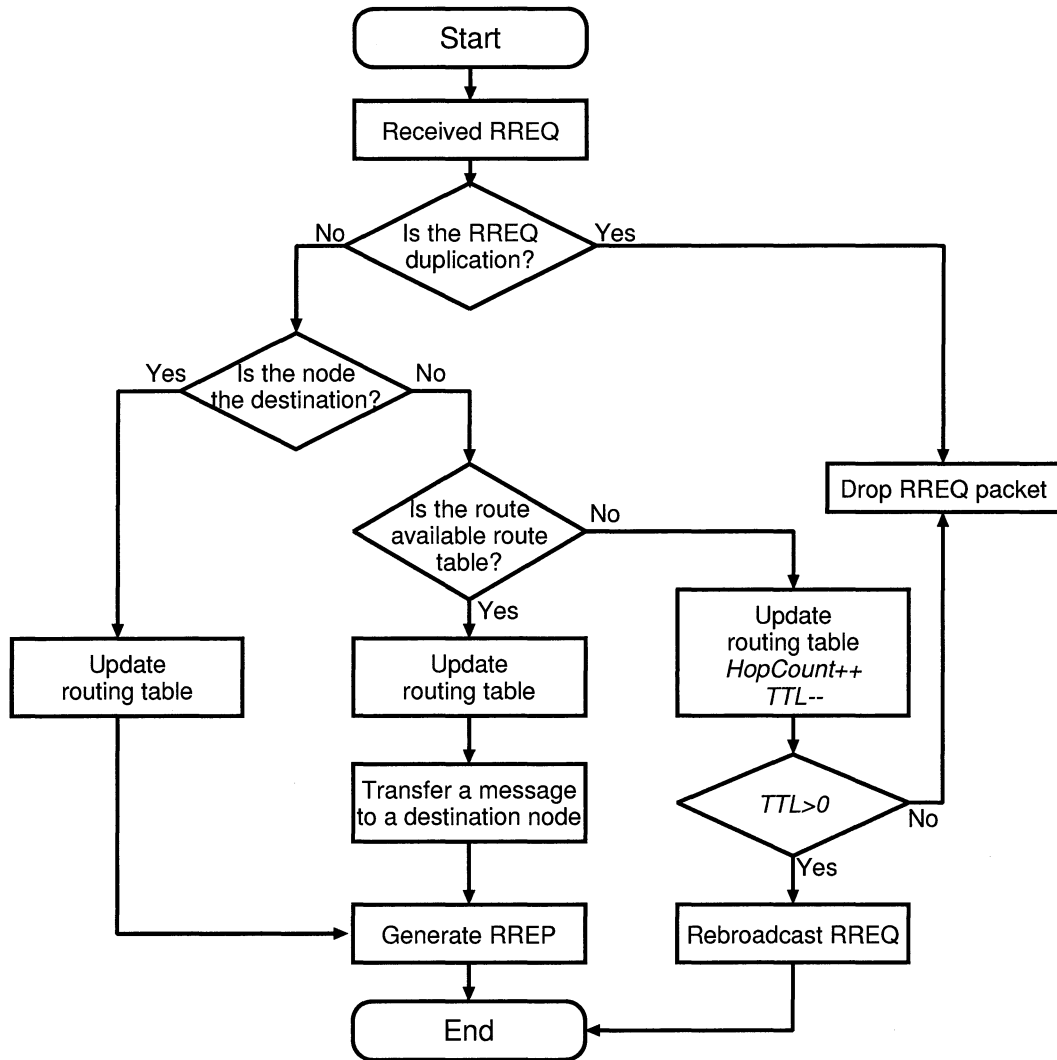 Start
Received RREQ
Is the RREQ
duplication?
No
Yes
Is the node
the destination?
Yes
No
Is the route
available route
table?
No
Yes
Drop RREQ packet
Update
routing table
Update
routing table
Update
routing table
HopCount++
TTL--
Transfer a message
to a destination node
TTL>0
No
Yes
Generate RREP
Rebroadcast RREQ
End